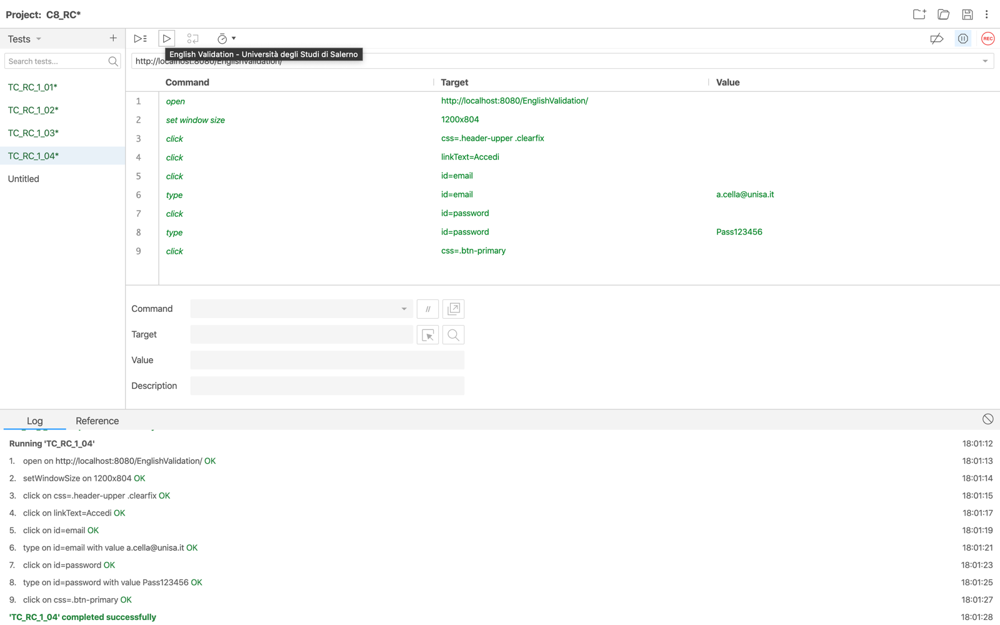 Project: C8_RC*
Tests
Search tests...
English Validation - Università degli Studi di Salerno
REC
http://localhost:8080/EnglishValidation/
TC_RC_1_01*
TC_RC_1_02*
TC_RC_1_03*
TC_RC_1_04*
Untitled
Command Target Value
1 open http://localhost:8080/EnglishValidation/
2 set window size 1200x804
3 click css=.header-upper .clearfix
4 click linkText=Accedi
5 click id=email
6 type id=email a.cella@unisa.it
7 click id=password
8 type id=password Pass123456
9 click css=.btn-primary
Command //
Target
Value
Description
Log Reference
Running 'TC_RC_1_04' 18:01:12
1. open on http://localhost:8080/EnglishValidation/ OK 18:01:13
2. setWindowSize on 1200x804 OK 18:01:14
3. click on css=.header-upper .clearfix OK 18:01:15
4. click on linkText=Accedi OK 18:01:17
5. click on id=email OK 18:01:19
6. type on id=email with value a.cella@unisa.it OK 18:01:21
7. click on id=password OK 18:01:23
8. type on id=password with value Pass123456 OK 18:01:25
9. click on css=.btn-primary OK 18:01:27
'TC_RC_1_04' completed successfully 18:01:28